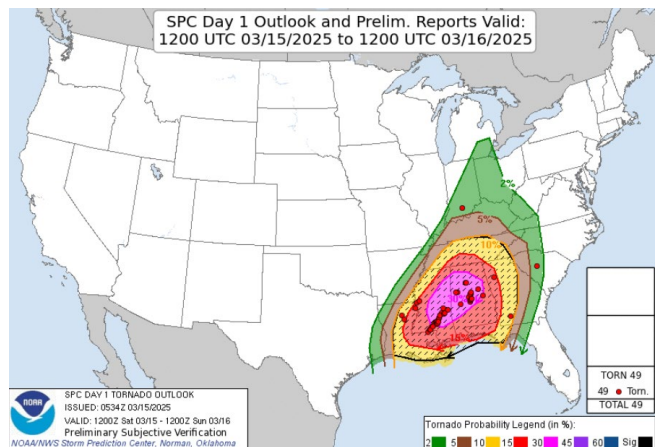 SPC Day 1 Outlook and Prelim. Reports Valid:
1200 UTC 03/15/2025 to 1200 UTC 03/16/2025
2%
5%
10%
30%
15%
TORN 49
49 Torn.
TOTAL 49
NOAA
SPC DAY 1 TORNADO OUTLOOK
ISSUED: 0534Z 03/15/2025
VALID: 1200Z Sat 03/15 - 1200Z Sun 03/16
Preliminary Subjective Verification
NOAA/NWS Storm Prediction Center, Norman, Oklahoma
Tornado Probability Legend (in %):
2 5 10 15 30 45 60 Sig